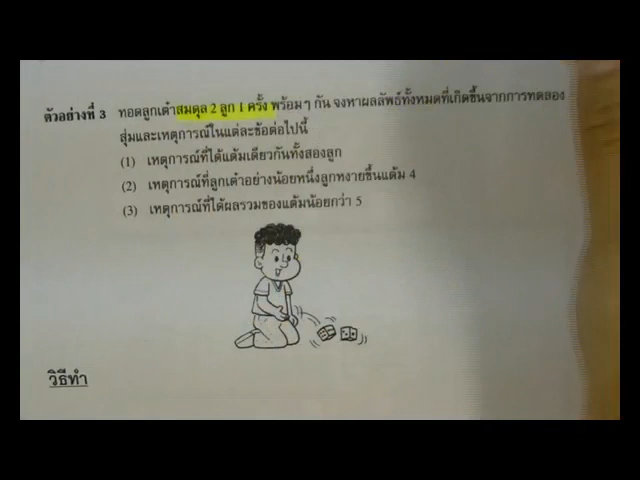 ตัวอย่างที่ 3 ทอดลูกเต๋าสมดุล 2 ลูก 1 ครั้ง พร้อมๆ กัน จงหาผลลัพธ์ทั้งหมดที่เกิดขึ้นจากการทดลอง
สุ่มและเหตุการณ์ในแต่ละข้อต่อไปนี้
(1) เหตุการณ์ที่ได้แต้มเดียวกันทั้งสองลูก
(2) เหตุการณ์ที่ลูกเต๋าอย่างน้อยหนึ่งลูกหงายขึ้นแต้ม 4
(3) เหตุการณ์ที่ได้ผลรวมของแต้มน้อยกว่า 5
วิธีทำ